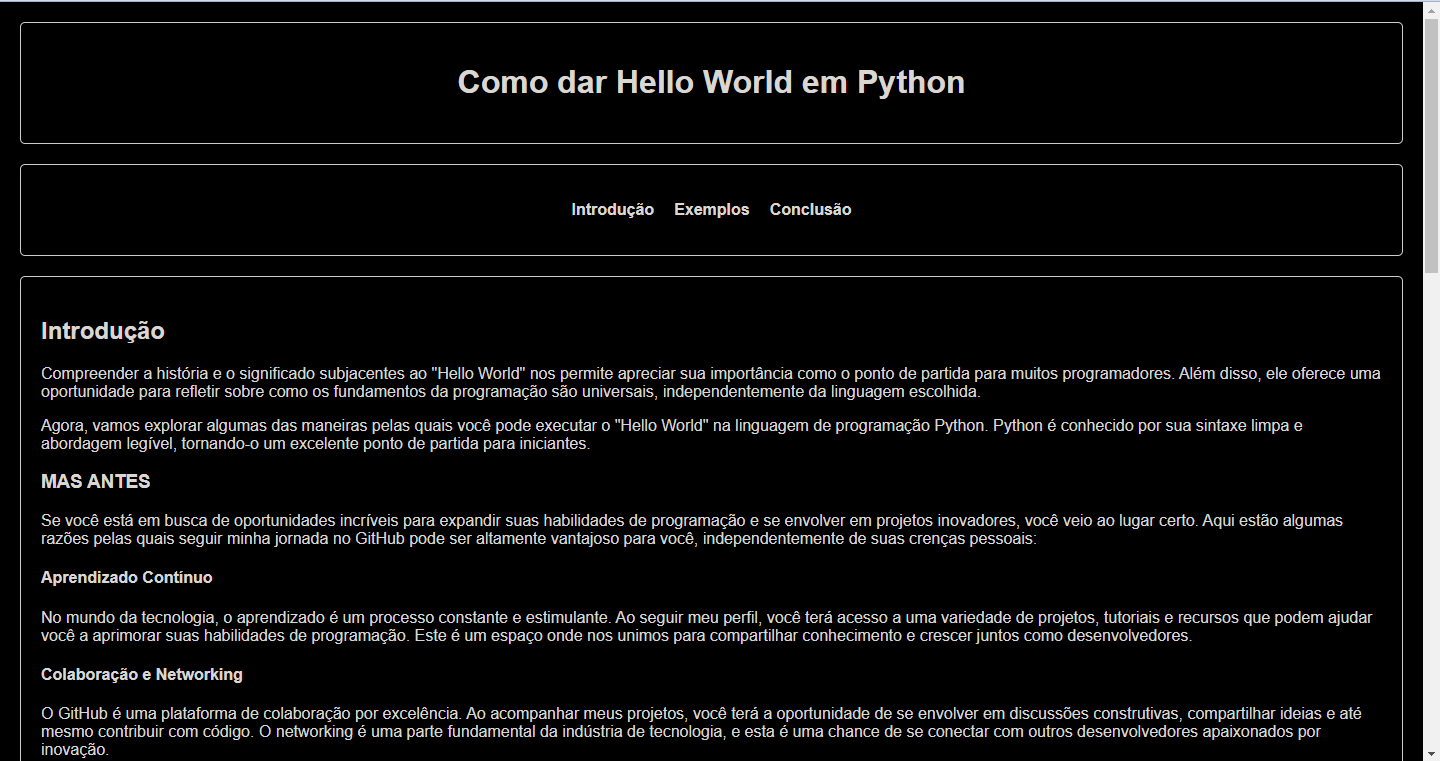 Como dar Hello World em Python
Introdução Exemplos Conclusão
Introdução
Compreender a história e o significado subjacentes ao "Hello World" nos permite apreciar sua importância como o ponto de partida para muitos programadores. Além disso, ele oferece uma
oportunidade para refletir sobre como os fundamentos da programação são universais, independentemente da linguagem escolhida.
Agora, vamos explorar algumas das maneiras pelas quais você pode executar o "Hello World" na linguagem de programação Python. Python é conhecido por sua sintaxe limpa e
abordagem legível, tornando-o um excelente ponto de partida para iniciantes.
MAS ANTES
Se você está em busca de oportunidades incríveis para expandir suas habilidades de programação e se envolver em projetos inovadores, você veio ao lugar certo. Aqui estão algumas
razões pelas quais seguir minha jornada no GitHub pode ser altamente vantajoso para você, independentemente de suas crenças pessoais:
Aprendizado Contínuo
No mundo da tecnologia, o aprendizado é um processo constante e estimulante. Ao seguir meu perfil, você terá acesso a uma variedade de projetos, tutoriais e recursos que podem ajudar
você a aprimorar suas habilidades de programação. Este é um espaço onde nos unimos para compartilhar conhecimento e crescer juntos como desenvolvedores.
Colaboração e Networking
O GitHub é uma plataforma de colaboração por excelência. Ao acompanhar meus projetos, você terá a oportunidade de se envolver em discussões construtivas, compartilhar ideias e até
mesmo contribuir com código. O networking é uma parte fundamental da indústria de tecnologia, e esta é uma chance de se conectar com outros desenvolvedores apaixonados por
inovação.